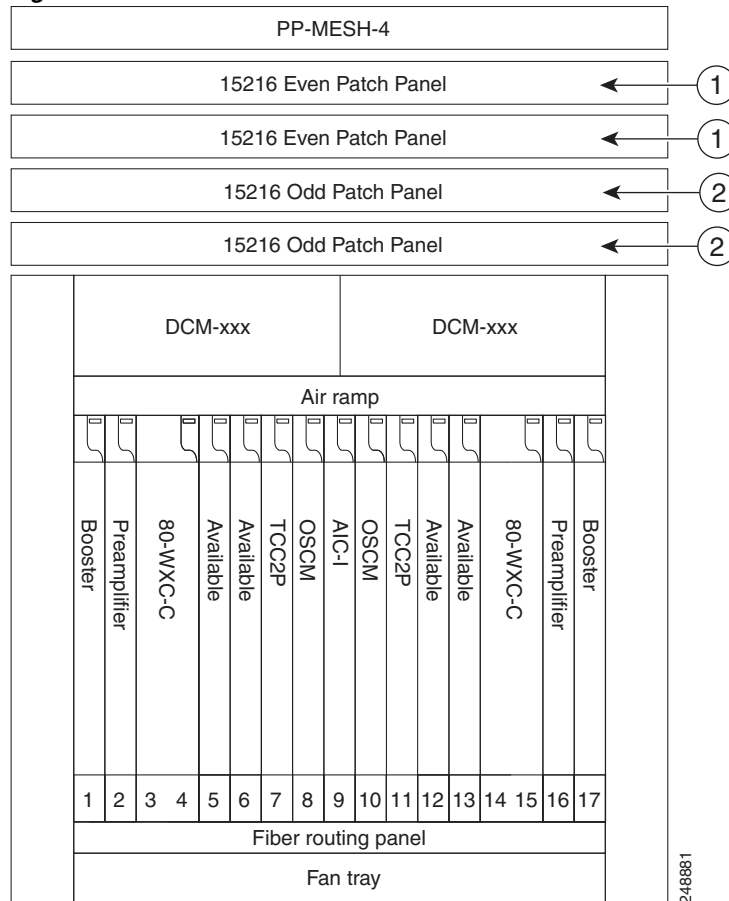 PP-MESH-4
15216 Even Patch Panel
1
15216 Even Patch Panel
1
15216 Odd Patch Panel
2
15216 Odd Patch Panel
2
DCM-xxx
DCM-xxx
Air ramp
Booster
Preamplifier
80-WXC-C
Available
Available
TCC2P
OSCM
AIC-I
OSCM
TCC2P
Available
Available
80-WXC-C
Preamplifier
Booster
1 2 3 4 5 6 7 8 9 10 11 12 13 14 15 16 17
Fiber routing panel
Fan tray
248881